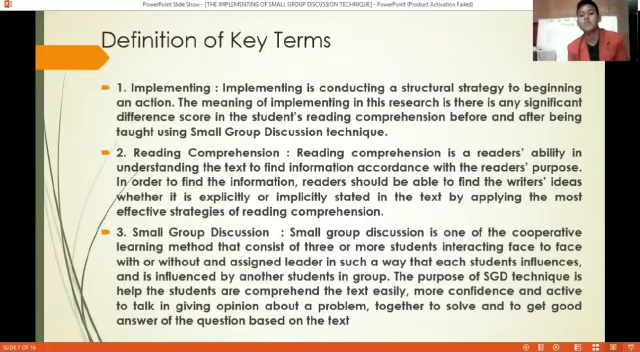 PowerPoint Slide Show - [THE IMPLEMENTING OF SMALL GROUP DISCUSSION TECHNIQUE] - PowerPoint (Product Activation Failed)
Definition of Key Terms
1. Implementing : Implementing is conducting a structural strategy to beginning
an action. The meaning of implementing in this research is there is any significant
difference score in the student's reading comprehension before and after being
taught using Small Group Discussion technique.
2. Reading Comprehension : Reading comprehension is a readers' ability in
understanding the text to find information accordance with the readers' purpose.
In order to find the information, readers should be able to find the writers' ideas
whether it is explicitly or implicitly stated in the text by applying the most
effective strategies of reading comprehension.
3. Small Group Discussion : Small group discussion is one of the cooperative
learning method that consist of three or more students interacting face to face
with or without and assigned leader in such a way that each students influences,
and is influenced by another students in group. The purpose of SGD technique is
help the students are comprehend the text easily, more confidence and active
to talk in giving opinion about a problem, together to solve and to get good
answer of the question based on the text
SLIDE 7 OF 16